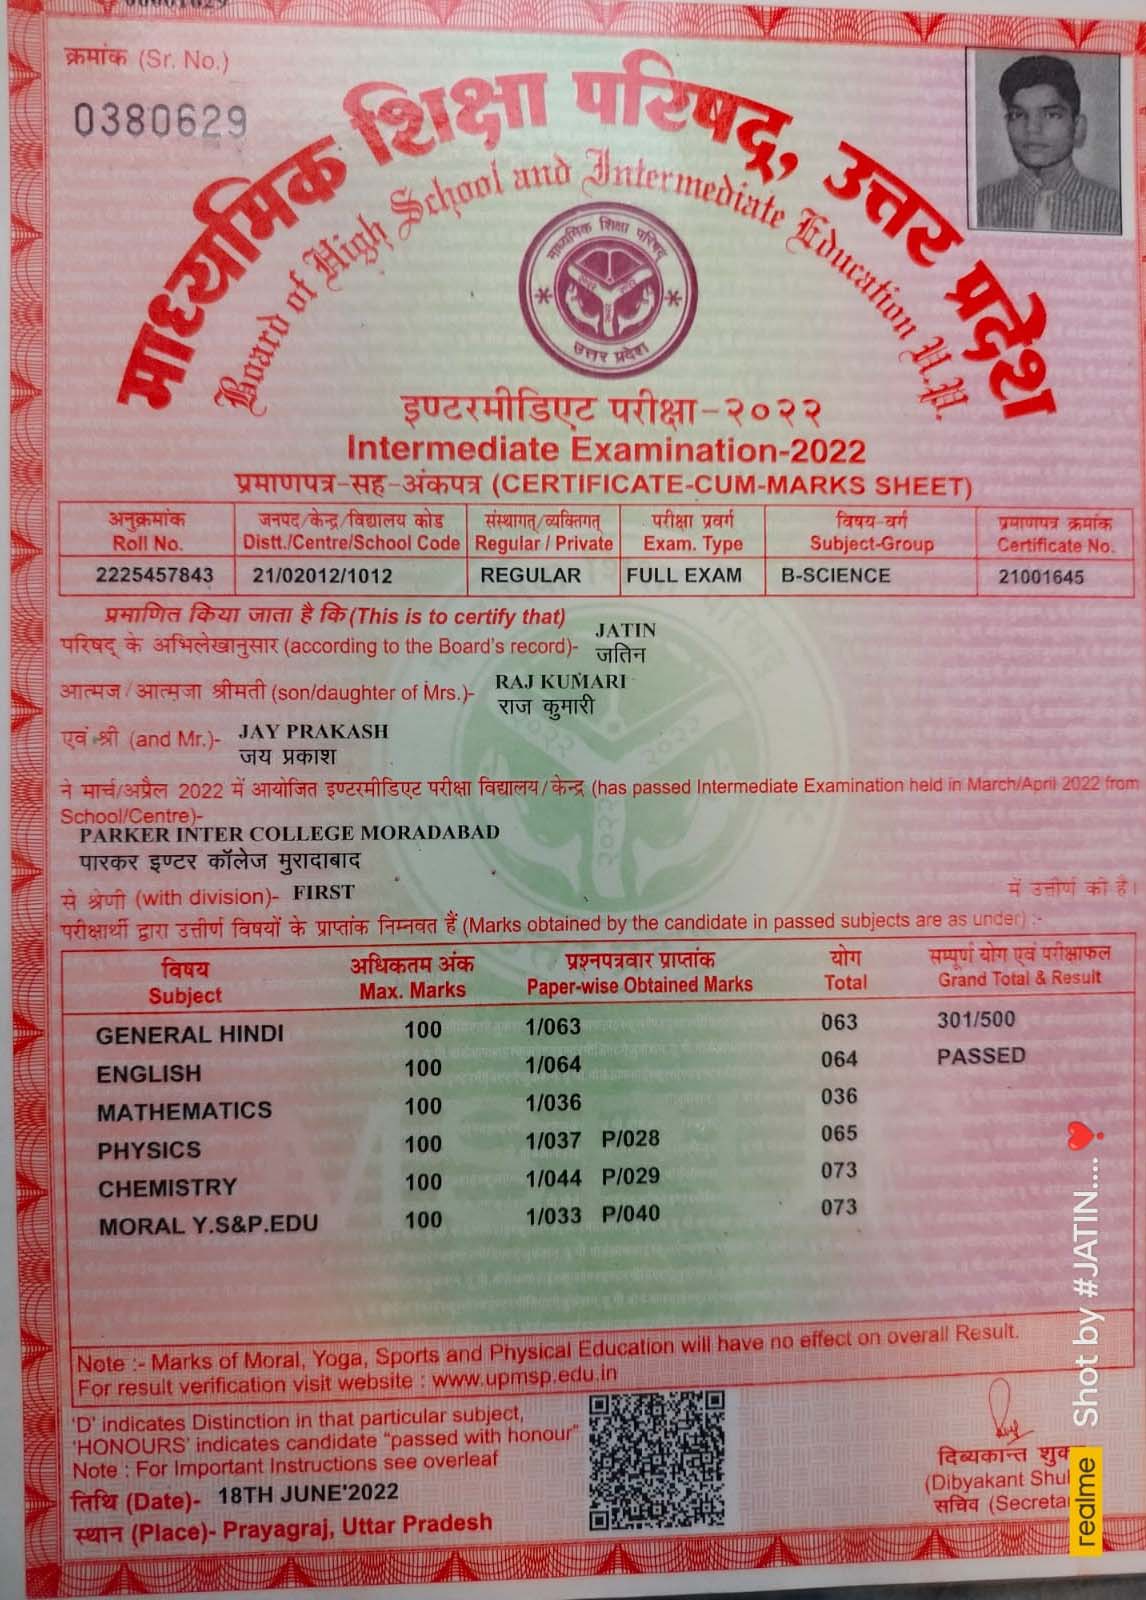 क्रमांक (Sr. No.)
0380629
माध्यमिक शिक्षा परिषद्, उत्तर प्रदेश
Board of High School and Intermediate Education U.P.
माध्यमिक शिक्षा परिषद
उत्तर प्रदेश
इण्टरमीडिएट परीक्षा-२०२२
Intermediate Examination-2022
प्रमाणपत्र-सह-अंकपत्र (CERTIFICATE-CUM-MARKS SHEET)
अनुक्रमांक जनपद/केन्द्र/विद्यालय कोड संस्थागत्/व्यक्तिगत् परीक्षा प्रवर्ग विषय-वर्ग प्रमाणपत्र क्रमांक
Roll No. Distt./Centre/School Code Regular / Private Exam. Type Subject-Group Certificate No.
2225457843 21/02012/1012 REGULAR FULL EXAM B-SCIENCE 21001645
प्रमाणित किया जाता है कि (This is to certify that)
JATIN
परिषद् के अभिलेखानुसार (according to the Board's record)- जतिन
RAJ KUMARI
आत्मज/आत्मजा श्रीमती (son/daughter of Mrs.)- राज कुमारी
JAY PRAKASH
एवं श्री (and Mr.)- जय प्रकाश
ने मार्च/अप्रैल 2022 में आयोजित इण्टरमीडिएट परीक्षा विद्यालय/केन्द्र (has passed Intermediate Examination held in March/April 2022 from
School/Centre)-
PARKER INTER COLLEGE MORADABAD
पारकर इण्टर कॉलेज मुरादाबाद
से श्रेणी (with division)- FIRST में उत्तीर्ण की है।
परीक्षार्थी द्वारा उत्तीर्ण विषयों के प्राप्तांक निम्नवत हैं (Marks obtained by the candidate in passed subjects are as under) :-
विषय अधिकतम अंक प्रश्नपत्रवार प्राप्तांक योग सम्पूर्ण योग एवं परीक्षाफल
Subject Max. Marks Paper-wise Obtained Marks Total Grand Total & Result
GENERAL HINDI 100 1/063 063 301/500
ENGLISH 100 1/064 064 PASSED
MATHEMATICS 100 1/036 036
PHYSICS 100 1/037 P/028 065
CHEMISTRY 100 1/044 P/029 073
MORAL Y.S&P.EDU 100 1/033 P/040 073
Note :- Marks of Moral, Yoga, Sports and Physical Education will have no effect on overall Result.
For result verification visit website : www.upmsp.edu.in
'D' indicates Distinction in that particular subject,
'HONOURS' indicates candidate "passed with honour"
Note : For Important Instructions see overleaf
तिथि (Date)- 18TH JUNE'2022
स्थान (Place)- Prayagraj, Uttar Pradesh
दिब्यकान्त
(Dibyakant
सचिव
realme Shot by #JATIN....❣